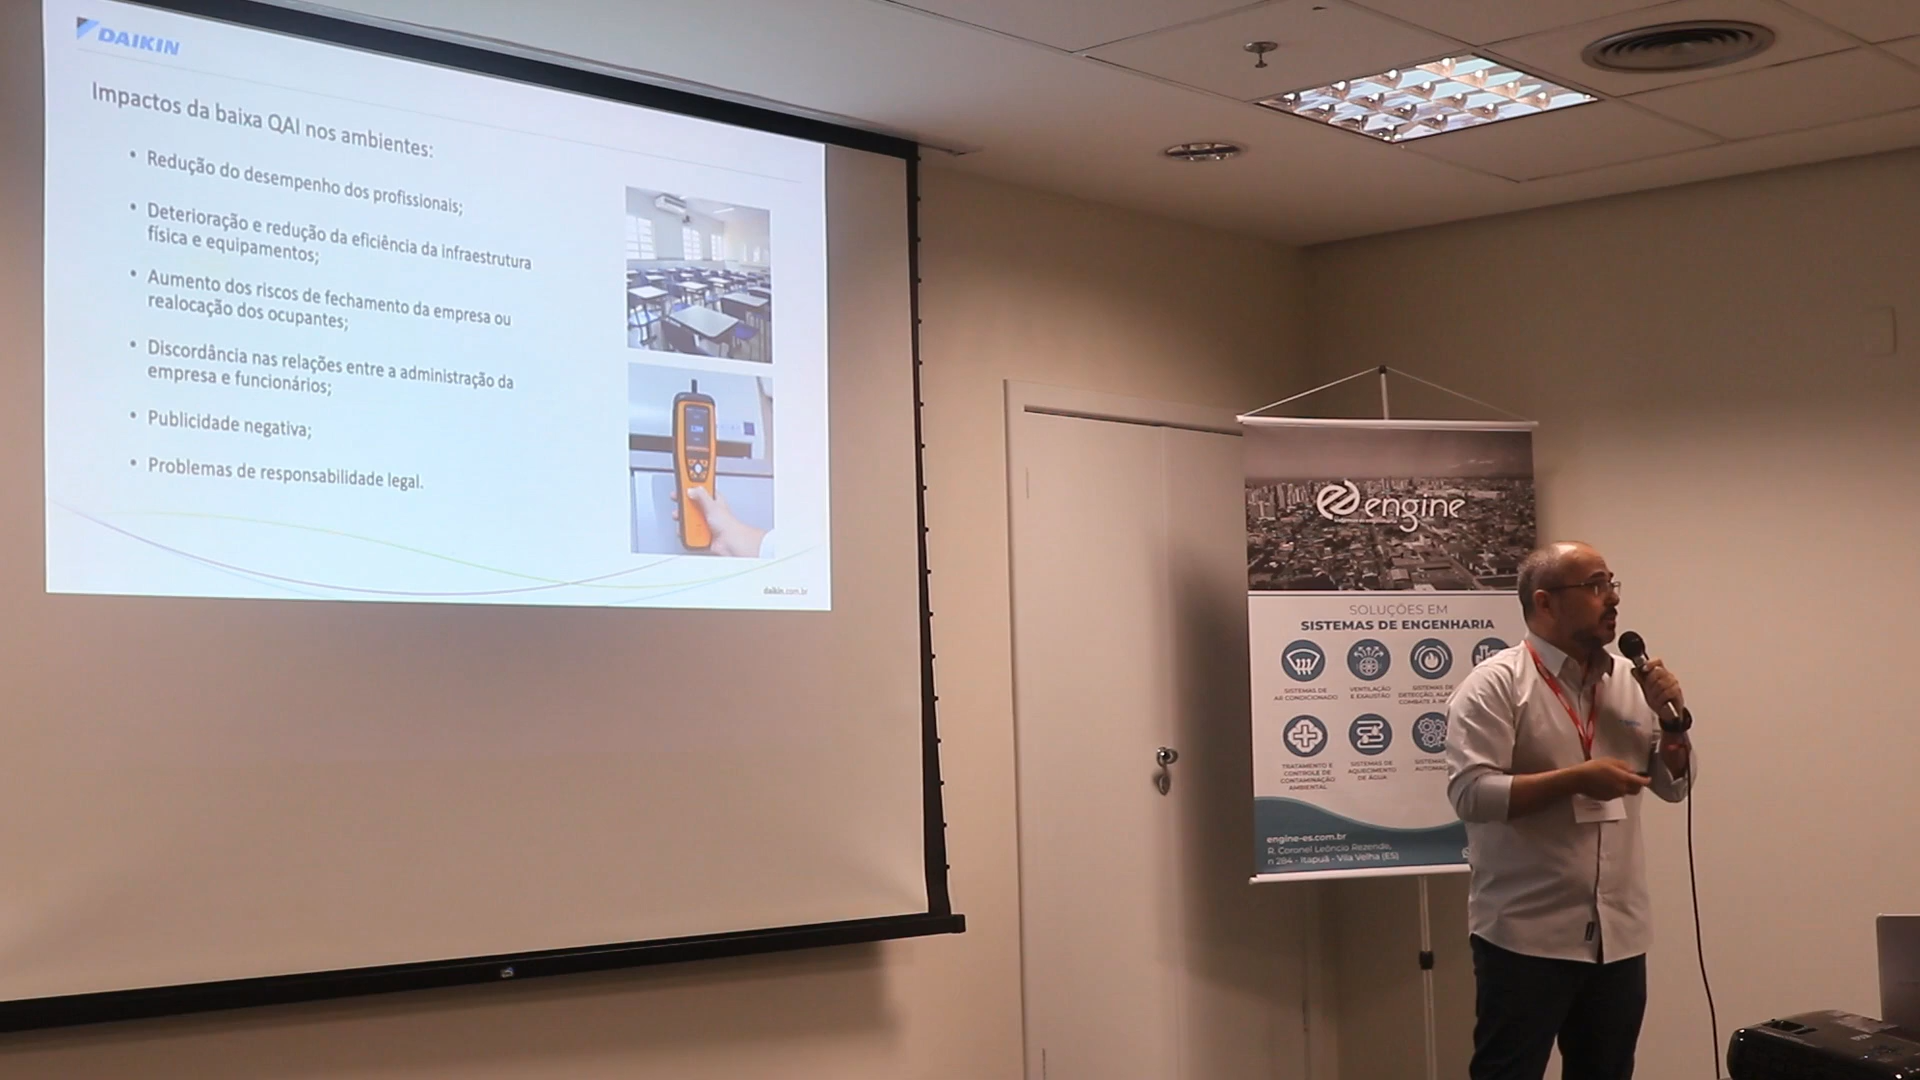 DAIKIN
Impactos da baixa QAI nos ambientes:
• Redução do desempenho dos profissionais;
• Deterioração e redução da eficiência da infraestrutura
física e equipamentos;
• Aumento dos riscos de fechamento da empresa ou
realocação dos ocupantes;
• Discordância nas relações entre a administração da
empresa e funcionários;
• Publicidade negativa;
• Problemas de responsabilidade legal.
daikin.com.br
engine
SOLUÇÕES EM
SISTEMAS DE ENGENHARIA
SISTEMAS DE
AR CONDICIONADO
VENTILAÇÃO
E EXAUSTÃO
SISTEMAS DE
DETECÇÃO,
COMBATE À
TRATAMENTO E
CONTROLE DE
CONTAMINAÇÃO
AMBIENTAL
SISTEMAS DE
AQUECIMENTO
DE ÁGUA
engine-es.com.br
R. Coronel Leôncio Rezende,
n 284 - Itapuã - Vila Velha (ES)